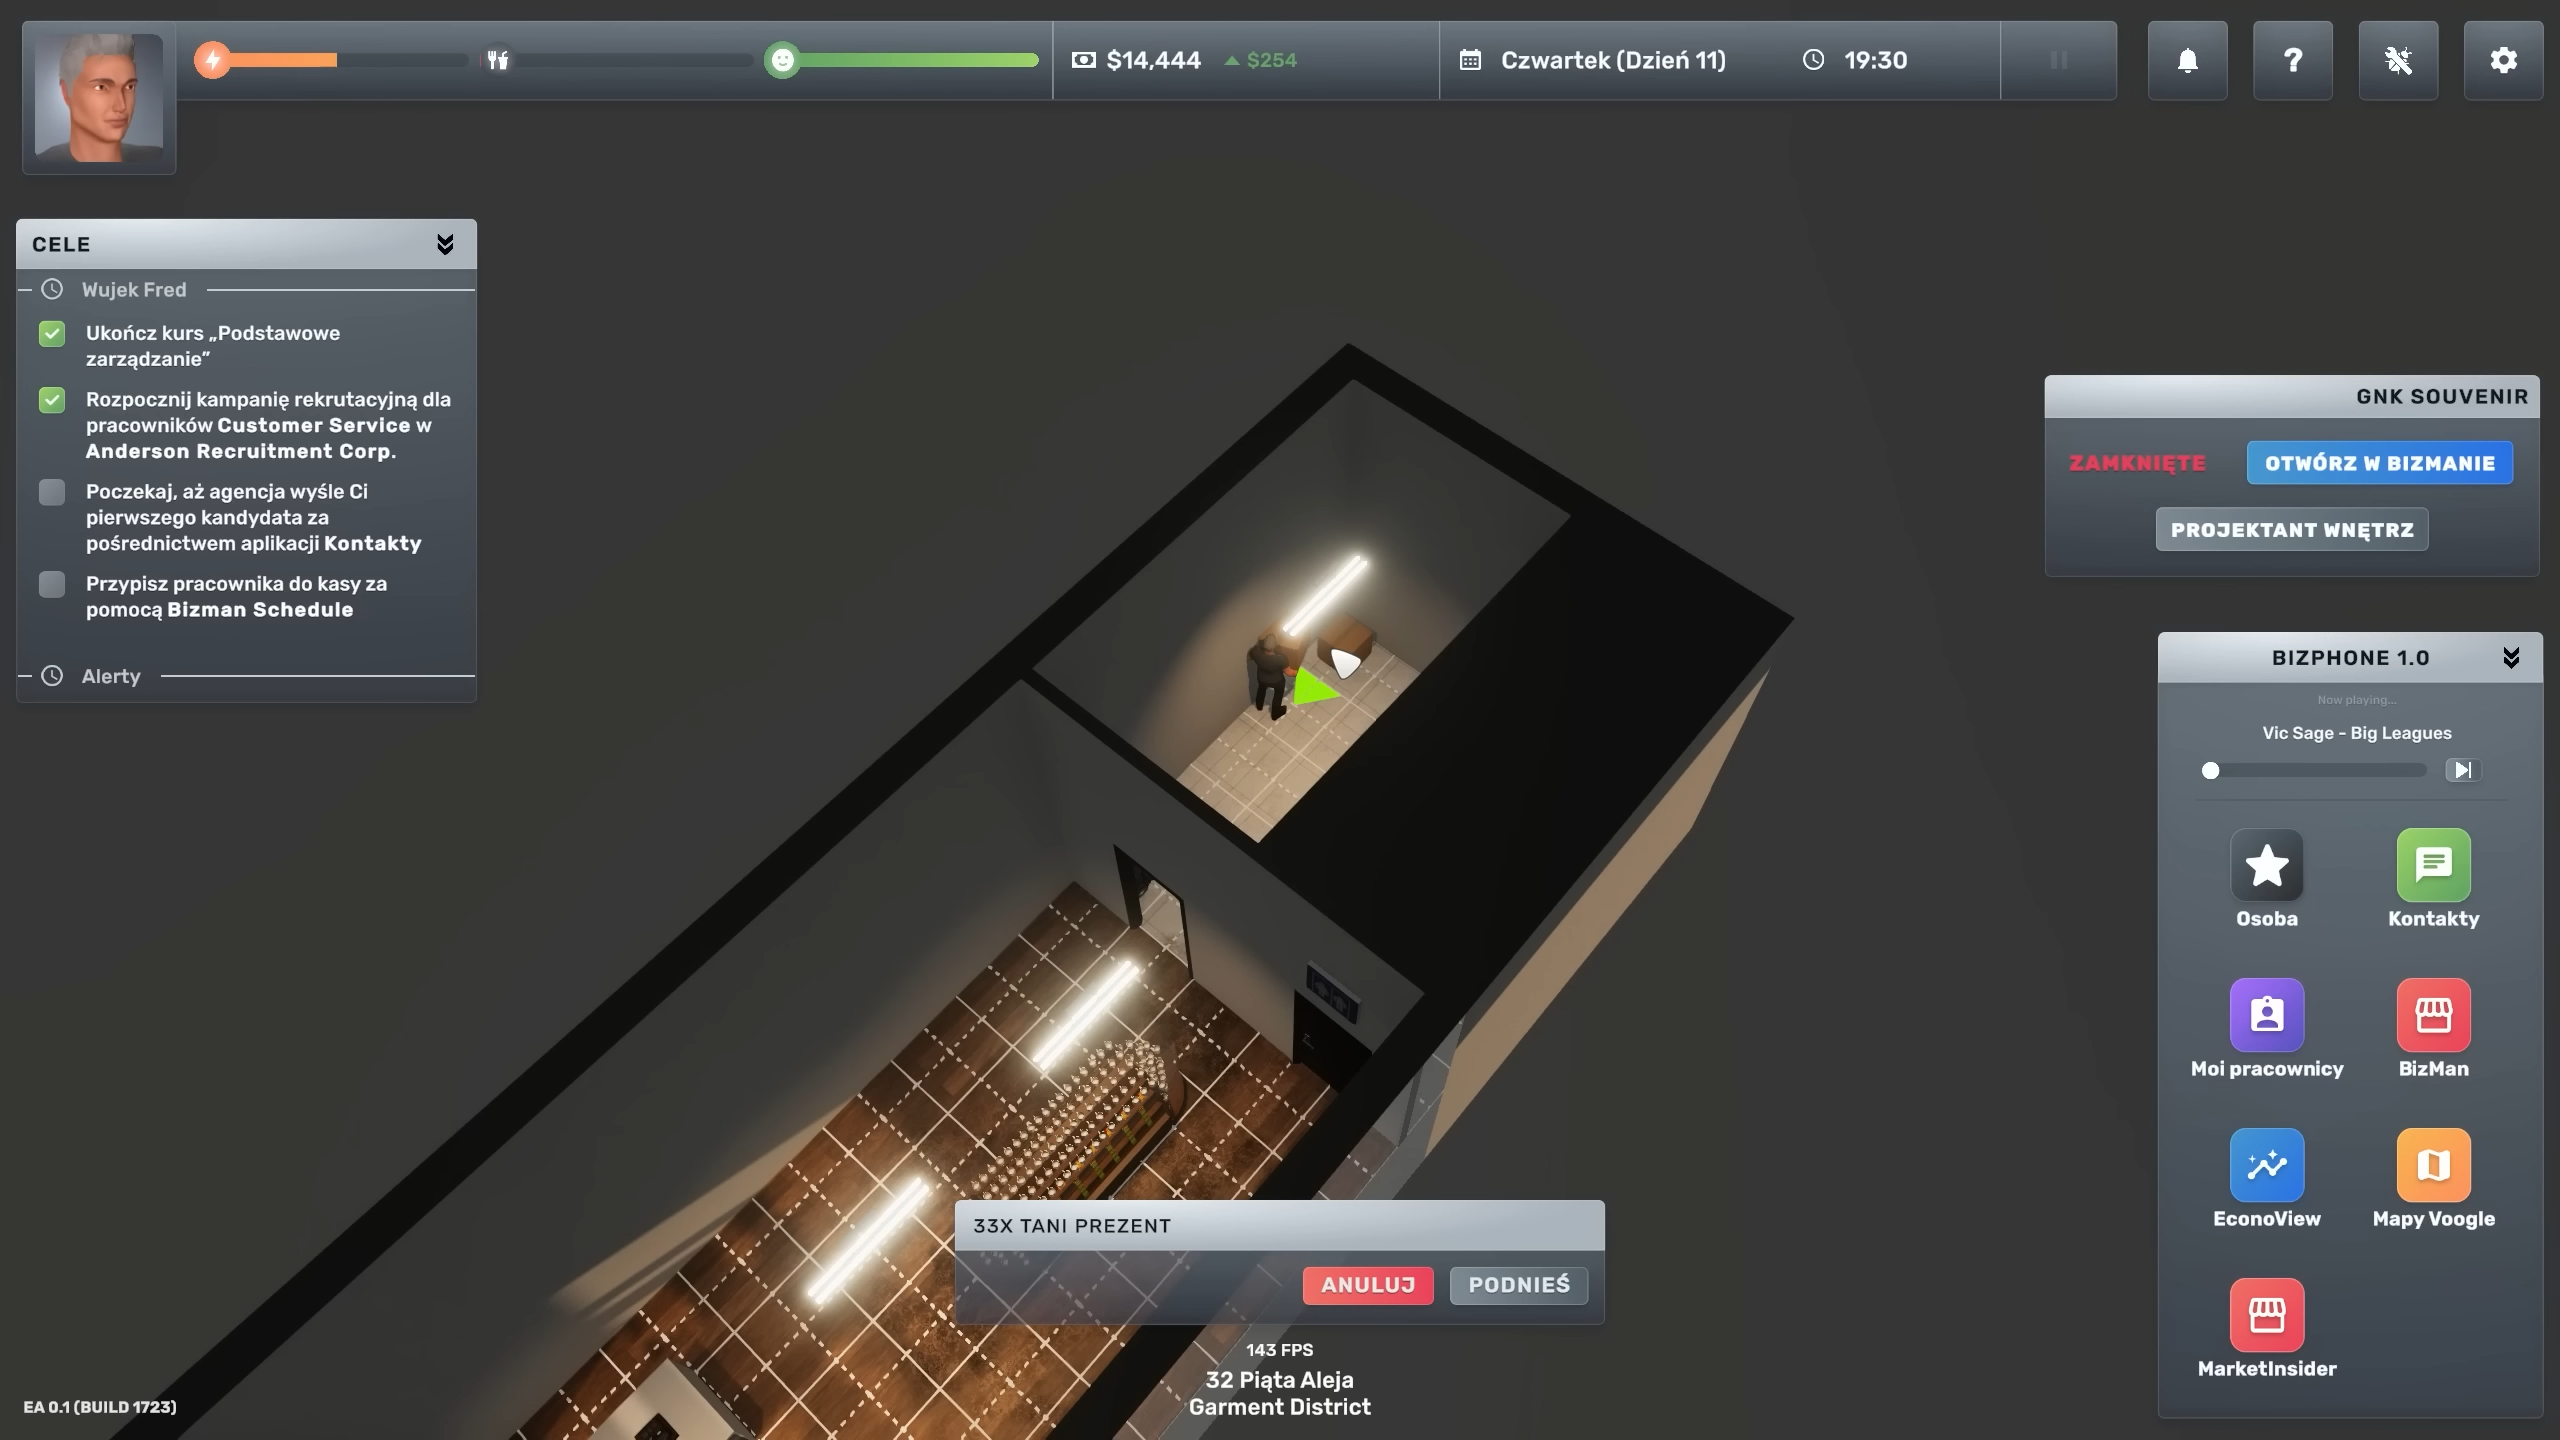 $14,444
$254
Czwartek (Dzień 11)
19:30
?
CELE
Wujek Fred
Ukończ kurs „Podstawowe
zarządzanie”
Rozpocznij kampanię rekrutacyjną dla
pracowników Customer Service w
Anderson Recruitment Corp.
Poczekaj, aż agencja wyśle Ci
pierwszego kandydata za
pośrednictwem aplikacji Kontakty
Przypisz pracownika do kasy za
pomocą Bizman Schedule
Alerty
GNK SOUVENIR
ZAMKNIĘTE
OTWÓRZ W BIZMANIE
PROJEKTANT WNĘTRZ
BIZPHONE 1.0
Now playing...
Vic Sage - Big Leagues
Osoba
Kontakty
Moi pracownicy
BizMan
EconoView
Mapy Voogle
MarketInsider
33X TANI PREZENT
ANULUJ
PODNIEŚ
143 FPS
32 Piąta Aleja
Garment District
EA 0.1 (BUILD 1723)